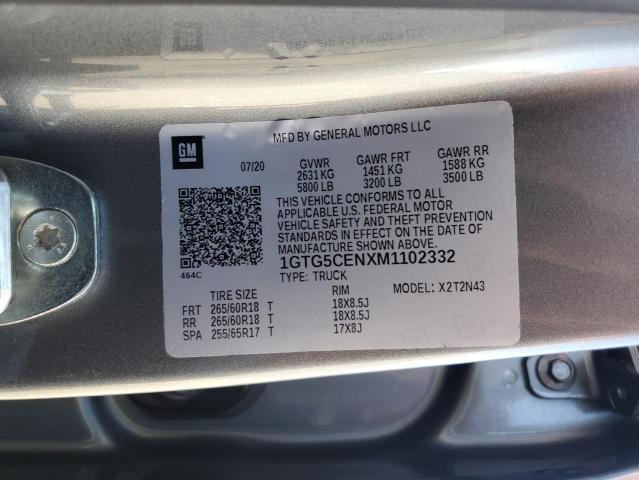 MFD BY GENERAL MOTORS LLC
GM
07/20 GVWR GAWR FRT GAWR RR
2631 KG 1451 KG 1588 KG
5800 LB 3200 LB 3500 LB
THIS VEHICLE CONFORMS TO ALL
APPLICABLE U.S. FEDERAL MOTOR
VEHICLE SAFETY AND THEFT PREVENTION
STANDARDS IN EFFECT ON THE DATE OF
MANUFACTURE SHOWN ABOVE.
464C
1GTG5CENXM1102332
TYPE: TRUCK
MODEL: X2T2N43
TIRE SIZE RIM
FRT 265/60R18 T 18X8.5J
RR 265/60R18 T 18X8.5J
SPA 255/65R17 T 17X8J